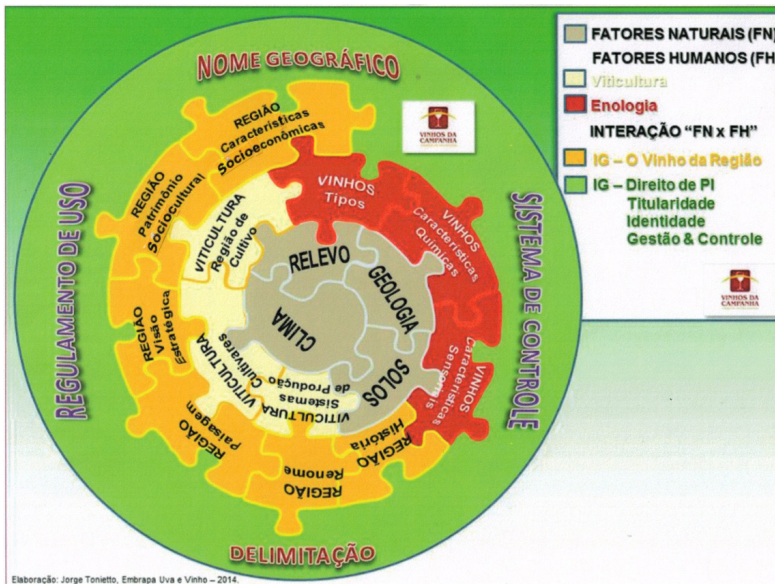 NOME GEOGRÁFICO
REGULAMENTO DE USO
SISTEMA DE CONTROLE
DELIMITAÇÃO
REGIÃO
Características
Socioeconômicas
REGIÃO
Patrimônio
Sociocultural
REGIÃO
Visão
Estratégica
REGIÃO
Paisagem
REGIÃO
Renome
REGIÃO
História
VITICULTURA
Região de
Cultivo
VITICULTURA
Cultivares
VITICULTURA
Sistemas
de Produção
VINHOS
Tipos
VINHOS
Características
Químicas
VINHOS
Características
Sensoriais
RELEVO
GEOLOGIA
CLIMA
SOLOS
VINHOS DA
CAMPANHA
FATORES NATURAIS (FN)
FATORES HUMANOS (FH
Viticultura
Enologia
INTERAÇÃO “FN x FH”
IG – O Vinho da Região
IG – Direito de PI
Titularidade
Identidade
Gestão & Controle
VINHOS DA
CAMPANHA
Elaboração: Jorge Tonietto, Embrapa Uva e Vinho – 2014.